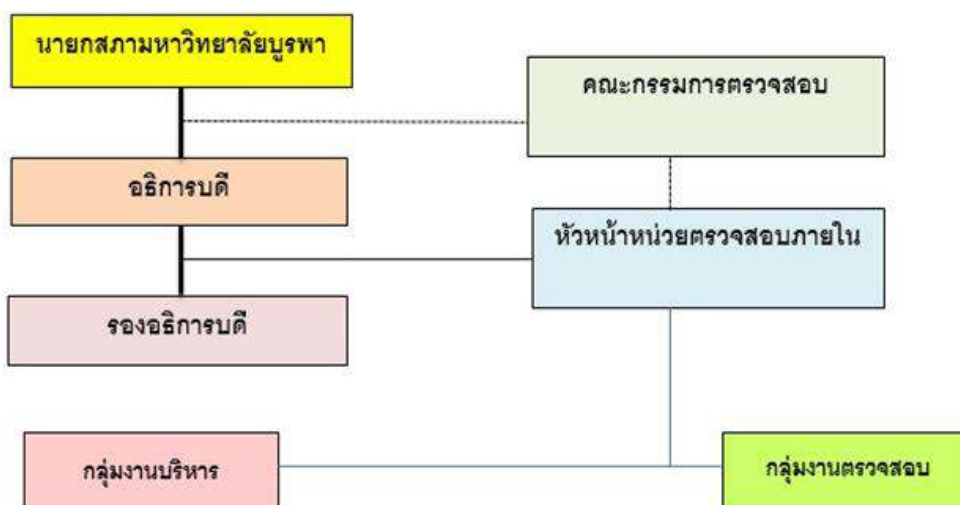 นายกสภามหาวิทยาลัยบูรพา
คณะกรรมการตรวจสอบ
อธิการบดี
หัวหน้าหน่วยตรวจสอบภายใน
รองอธิการบดี
กลุ่มงานบริหาร
กลุ่มงานตรวจสอบ